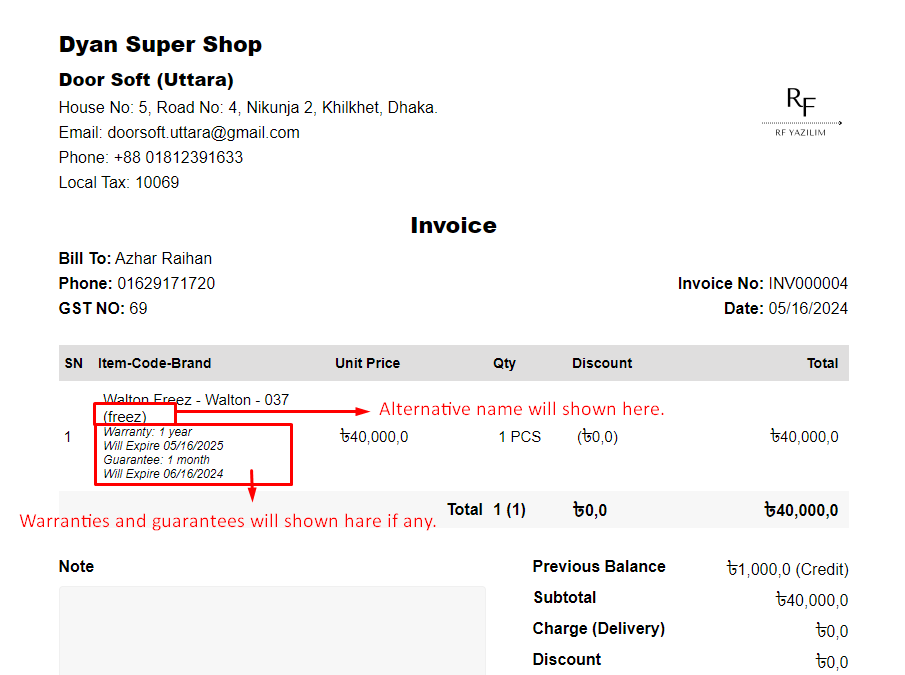 Dyan Super Shop
Door Soft (Uttara)
House No: 5, Road No: 4, Nikunja 2, Khilkhet, Dhaka.
Email: doorsoft.uttara@gmail.com
Phone: +88 01812391633
Local Tax: 10069
RF
RF YAZILIM
Invoice
Bill To: Azhar Raihan
Phone: 01629171720
GST NO: 69
Invoice No: INV000004
Date: 05/16/2024
SN Item-Code-Brand Unit Price Qty Discount Total
Walton Freez - Walton - 037
(freez)
Alternative name will shown here.
Warranty: 1 year
1 ৳40,000,0 1 PCS (৳0,0) ৳40,000,0
Will Expire 05/16/2025
Guarantee: 1 month
Will Expire 06/16/2024
Total 1 (1) ৳0,0 ৳40,000,0
Warranties and guarantees will shown hare if any.
Note
Previous Balance ৳1,000,0 (Credit)
Subtotal ৳40,000,0
Charge (Delivery) ৳0,0
Discount ৳0,0